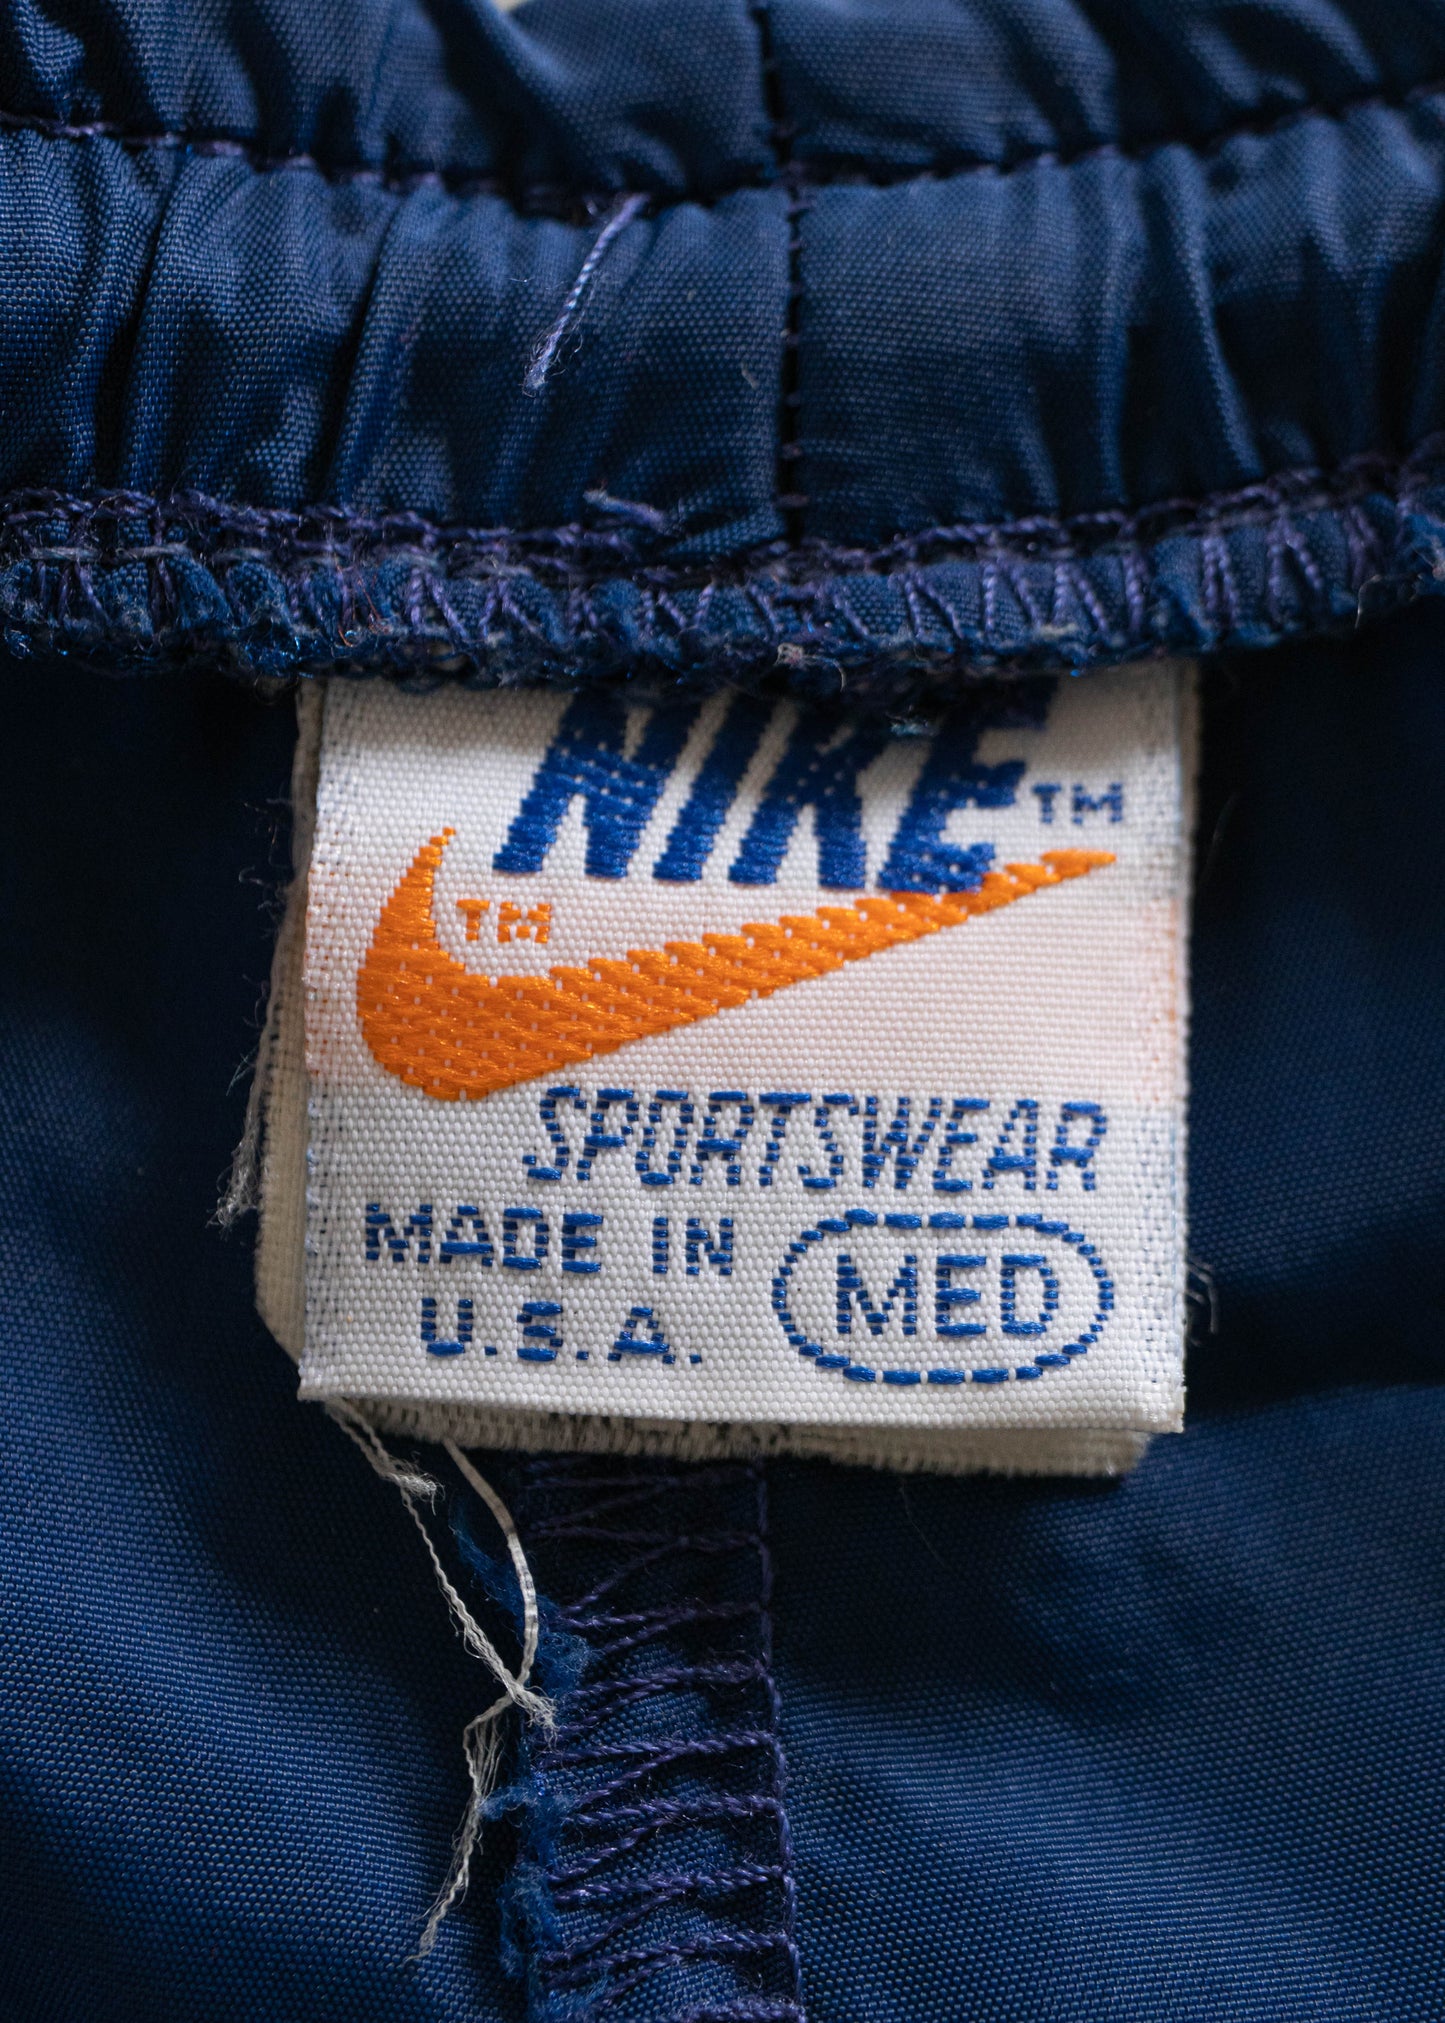 NIKE™
™
SPORTSWEAR
MADE IN
U.S.A.
MED